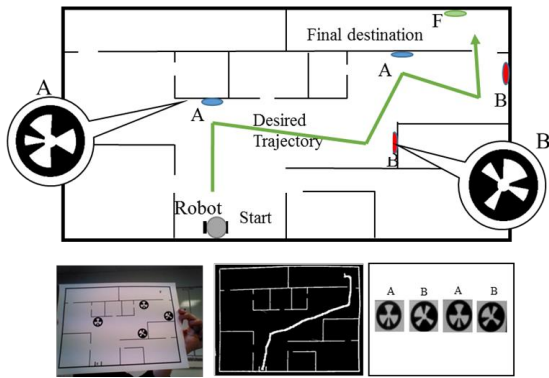 F
Final destination
A
A
B
A
Desired
Trajectory
B
B
Robot
Start
A B A B